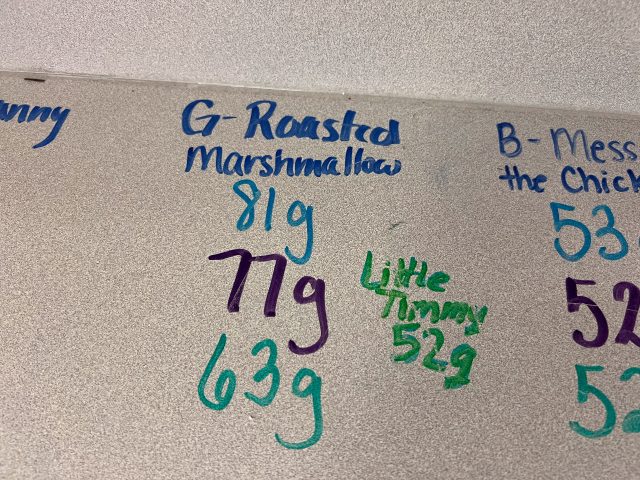 G-Roasted
Marshmallow
81g
77g
63g
Little
Timmy
52g
B-Mess
the Chick
53
52
52